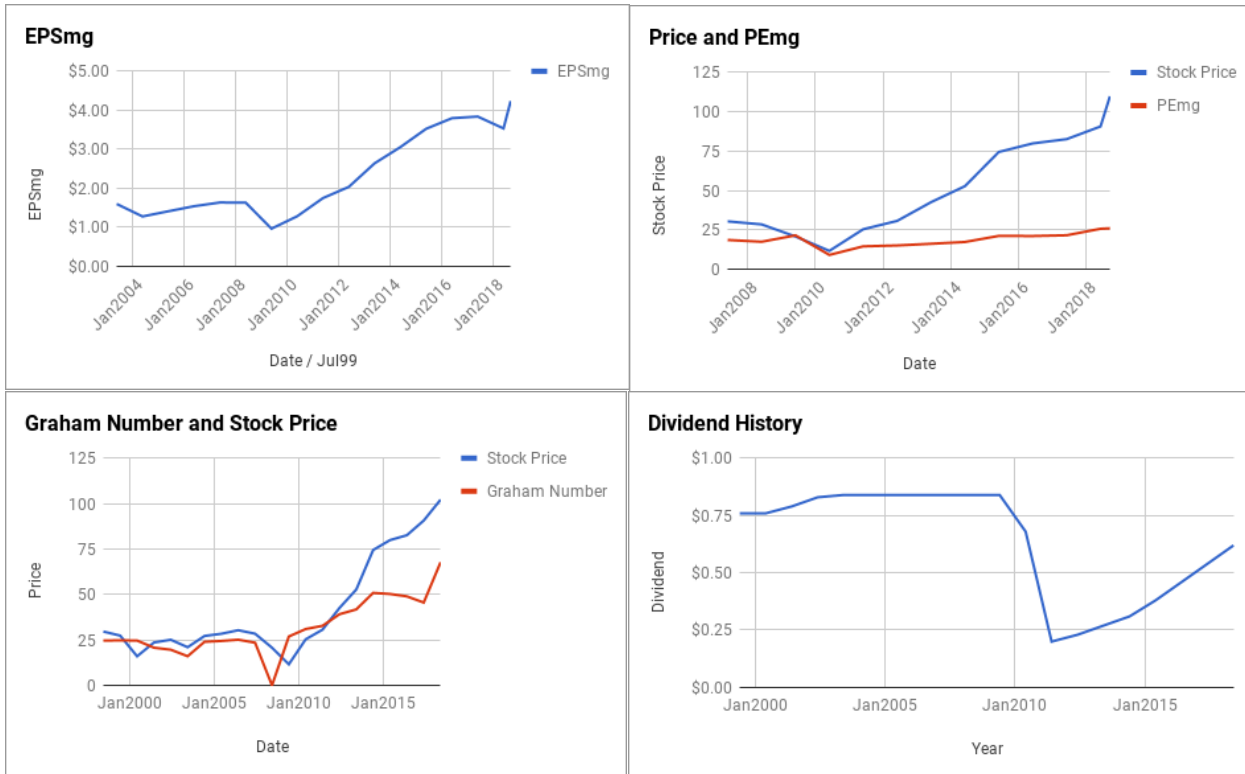 EPSmg
EPSmg
$5.00
$4.00
$3.00
$2.00
$1.00
$0.00
EPSmg
Jan2004
Jan2006
Jan2008
Jan2010
Jan2012
Jan2014
Jan2016
Jan2018
Date / Jul99
Price and PEmg
Stock Price
PEmg
125
100
75
50
25
0
Stock Price
Jan2008
Jan2010
Jan2012
Jan2014
Jan2016
Jan2018
Date
Graham Number and Stock Price
Stock Price
Graham Number
125
100
75
50
25
0
Price
Jan2000
Jan2005
Jan2010
Jan2015
Date
Dividend History
$1.00
$0.75
$0.50
$0.25
$0.00
Dividend
Jan2000
Jan2005
Jan2010
Jan2015
Year